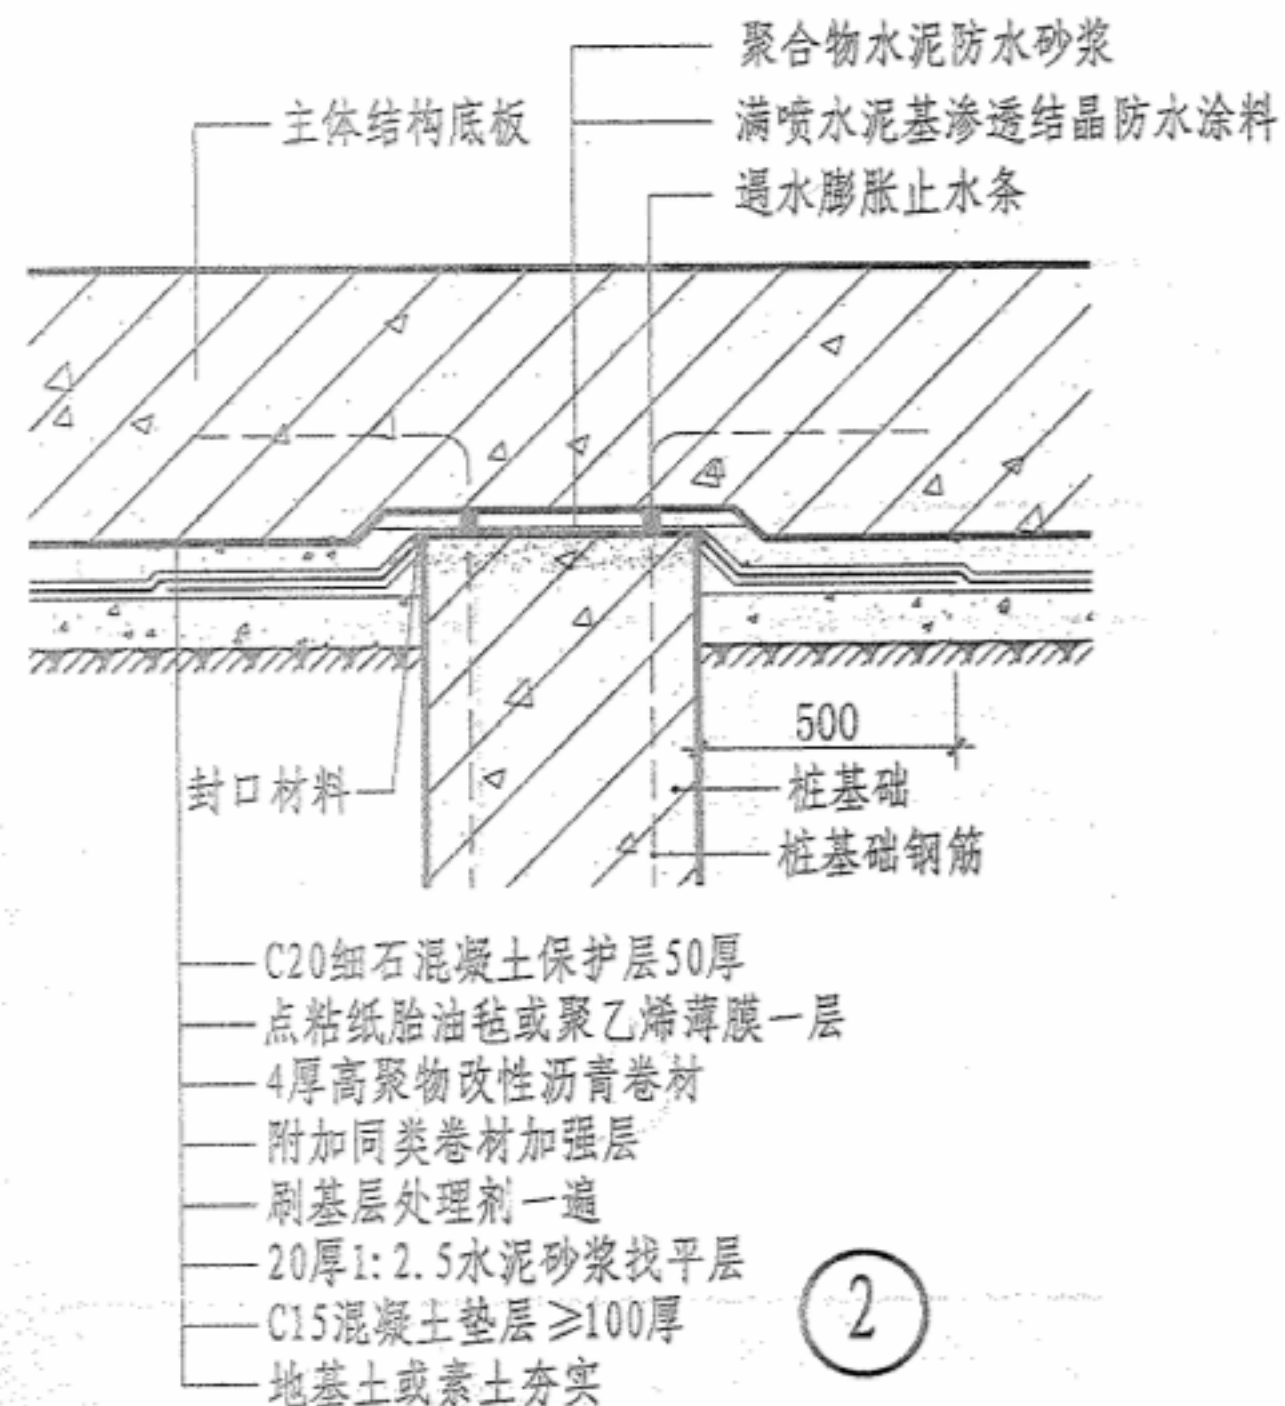 聚合物水泥防水砂浆
主体结构底板
满喷水泥基渗透结晶防水涂料
遇水膨胀止水条
500
封口材料
桩基础
桩基础钢筋
C20细石混凝土保护层50厚
点粘纸胎油毡或聚乙烯薄膜一层
4厚高聚物改性沥青卷材
附加同类卷材加强层
刷基层处理剂一遍
20厚1:2.5水泥砂浆找平层
C15混凝土垫层≥100厚
地基土或素土夯实
2